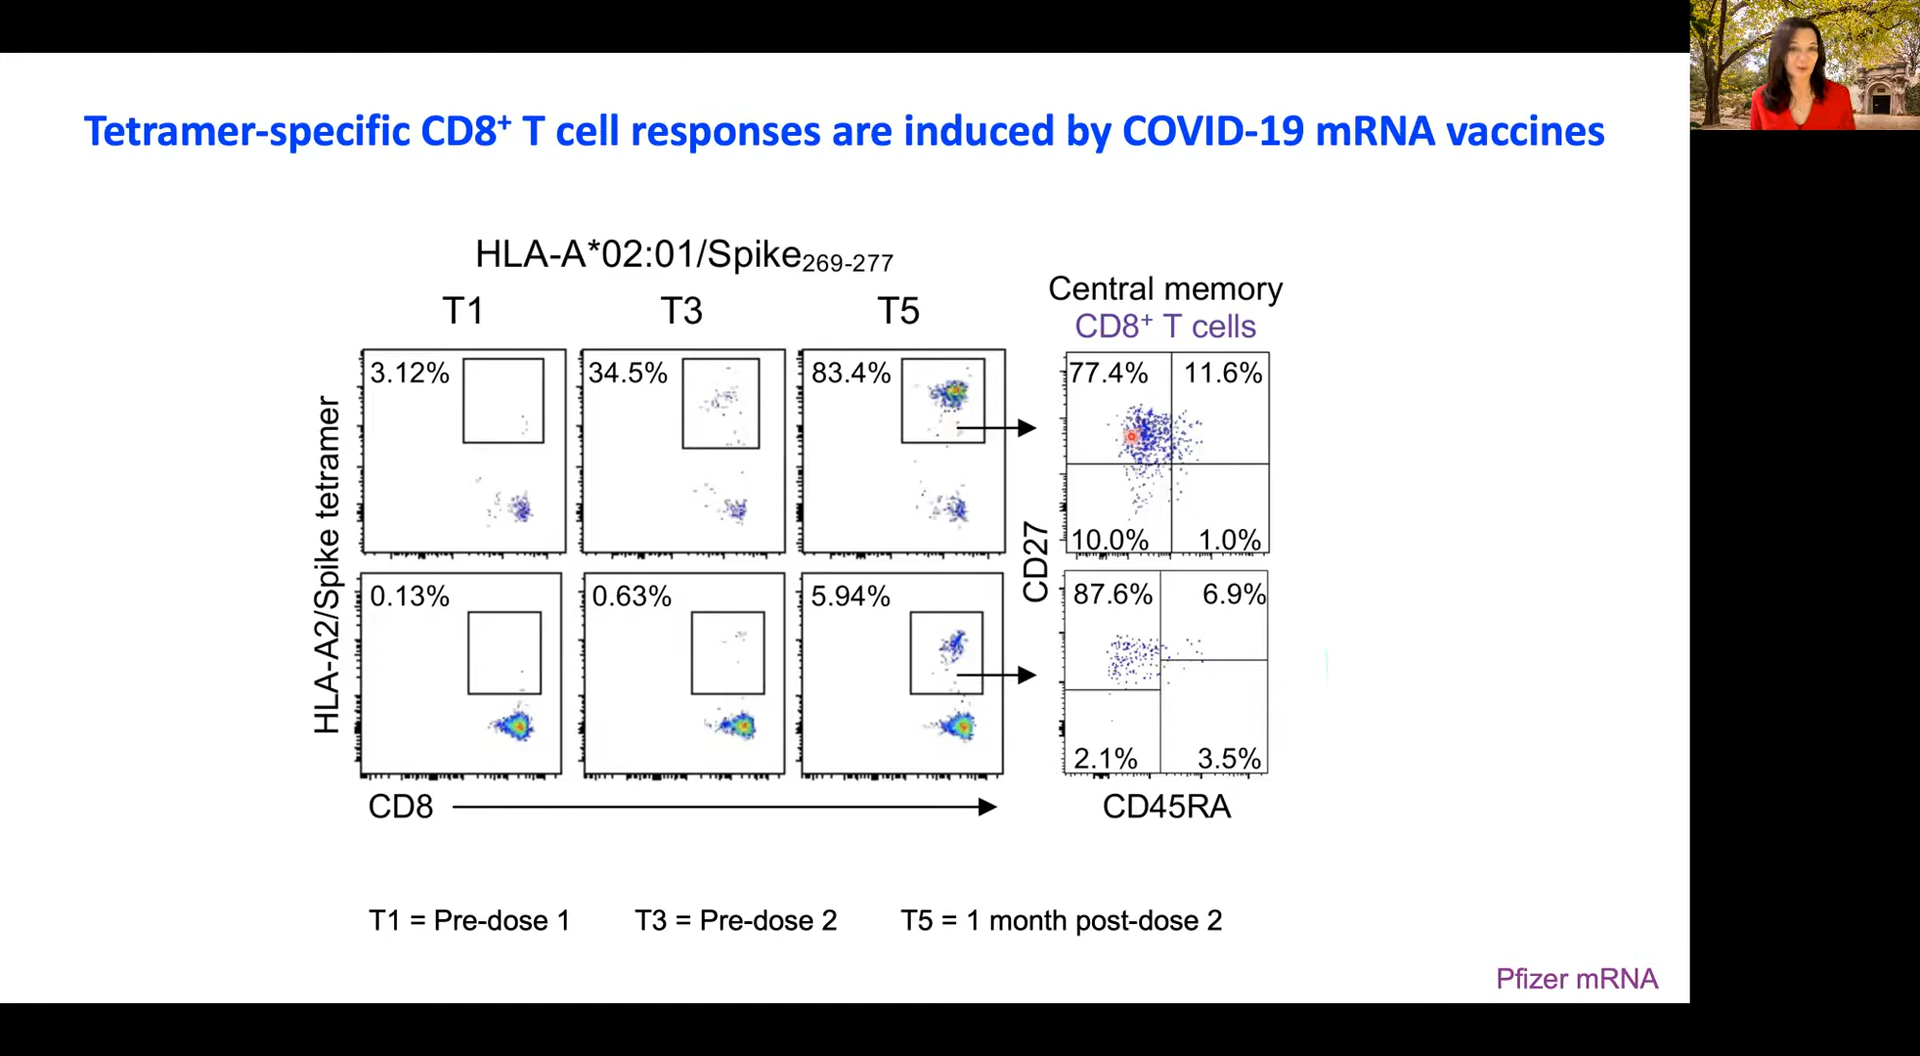 Tetramer-specific CD8⁺ T cell responses are induced by COVID-19 mRNA vaccines
HLA-A*02:01/Spike₂₆₉₋₂₇₇
T1
T3
T5
Central memory
CD8⁺ T cells
HLA-A2/Spike tetramer
3.12%
34.5%
83.4%
77.4%
11.6%
10.0%
1.0%
CD27
0.13%
0.63%
5.94%
87.6%
6.9%
2.1%
3.5%
CD8
CD45RA
T1 = Pre-dose 1
T3 = Pre-dose 2
T5 = 1 month post-dose 2
Pfizer mRNA